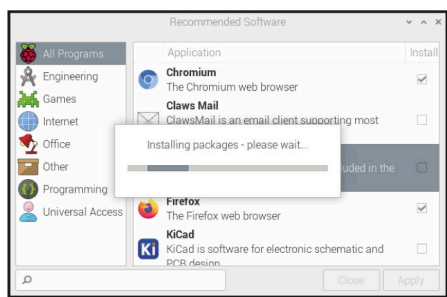 Recommended Software
All Programs
Engineering
Games
Internet
Office
Other
Programming
Universal Access
Application
Install
Chromium
The Chromium web browser
Claws Mail
ClawsMail is an email client supporting most
Installing packages - please wait...
uded in the
Firefox
The Firefox web browser
KiCad
KiCad is software for electronic schematic and
PCB design
Ki
Close
Apply